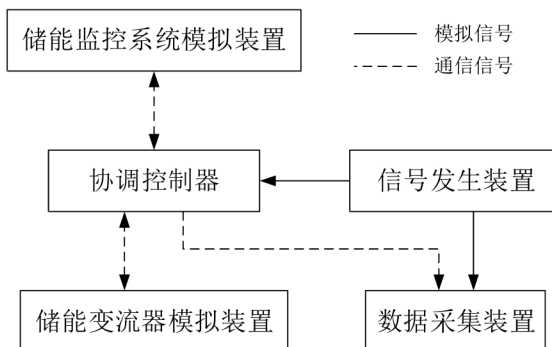 储能监控系统模拟装置
模拟信号
通信信号
协调控制器
信号发生装置
储能变流器模拟装置
数据采集装置